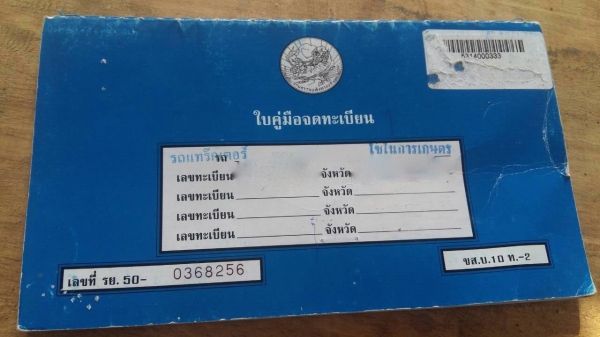 5314000333
ใบคู่มือจดทะเบียน
รถแทร็คเตอร์ ใช้ในการเกษตร
รถ
เลขทะเบียน จังหวัด
เลขทะเบียน จังหวัด
เลขทะเบียน จังหวัด
เลขทะเบียน จังหวัด
เลขที่ รย. 50- 0368256
ขส.บ.10 ท.-2